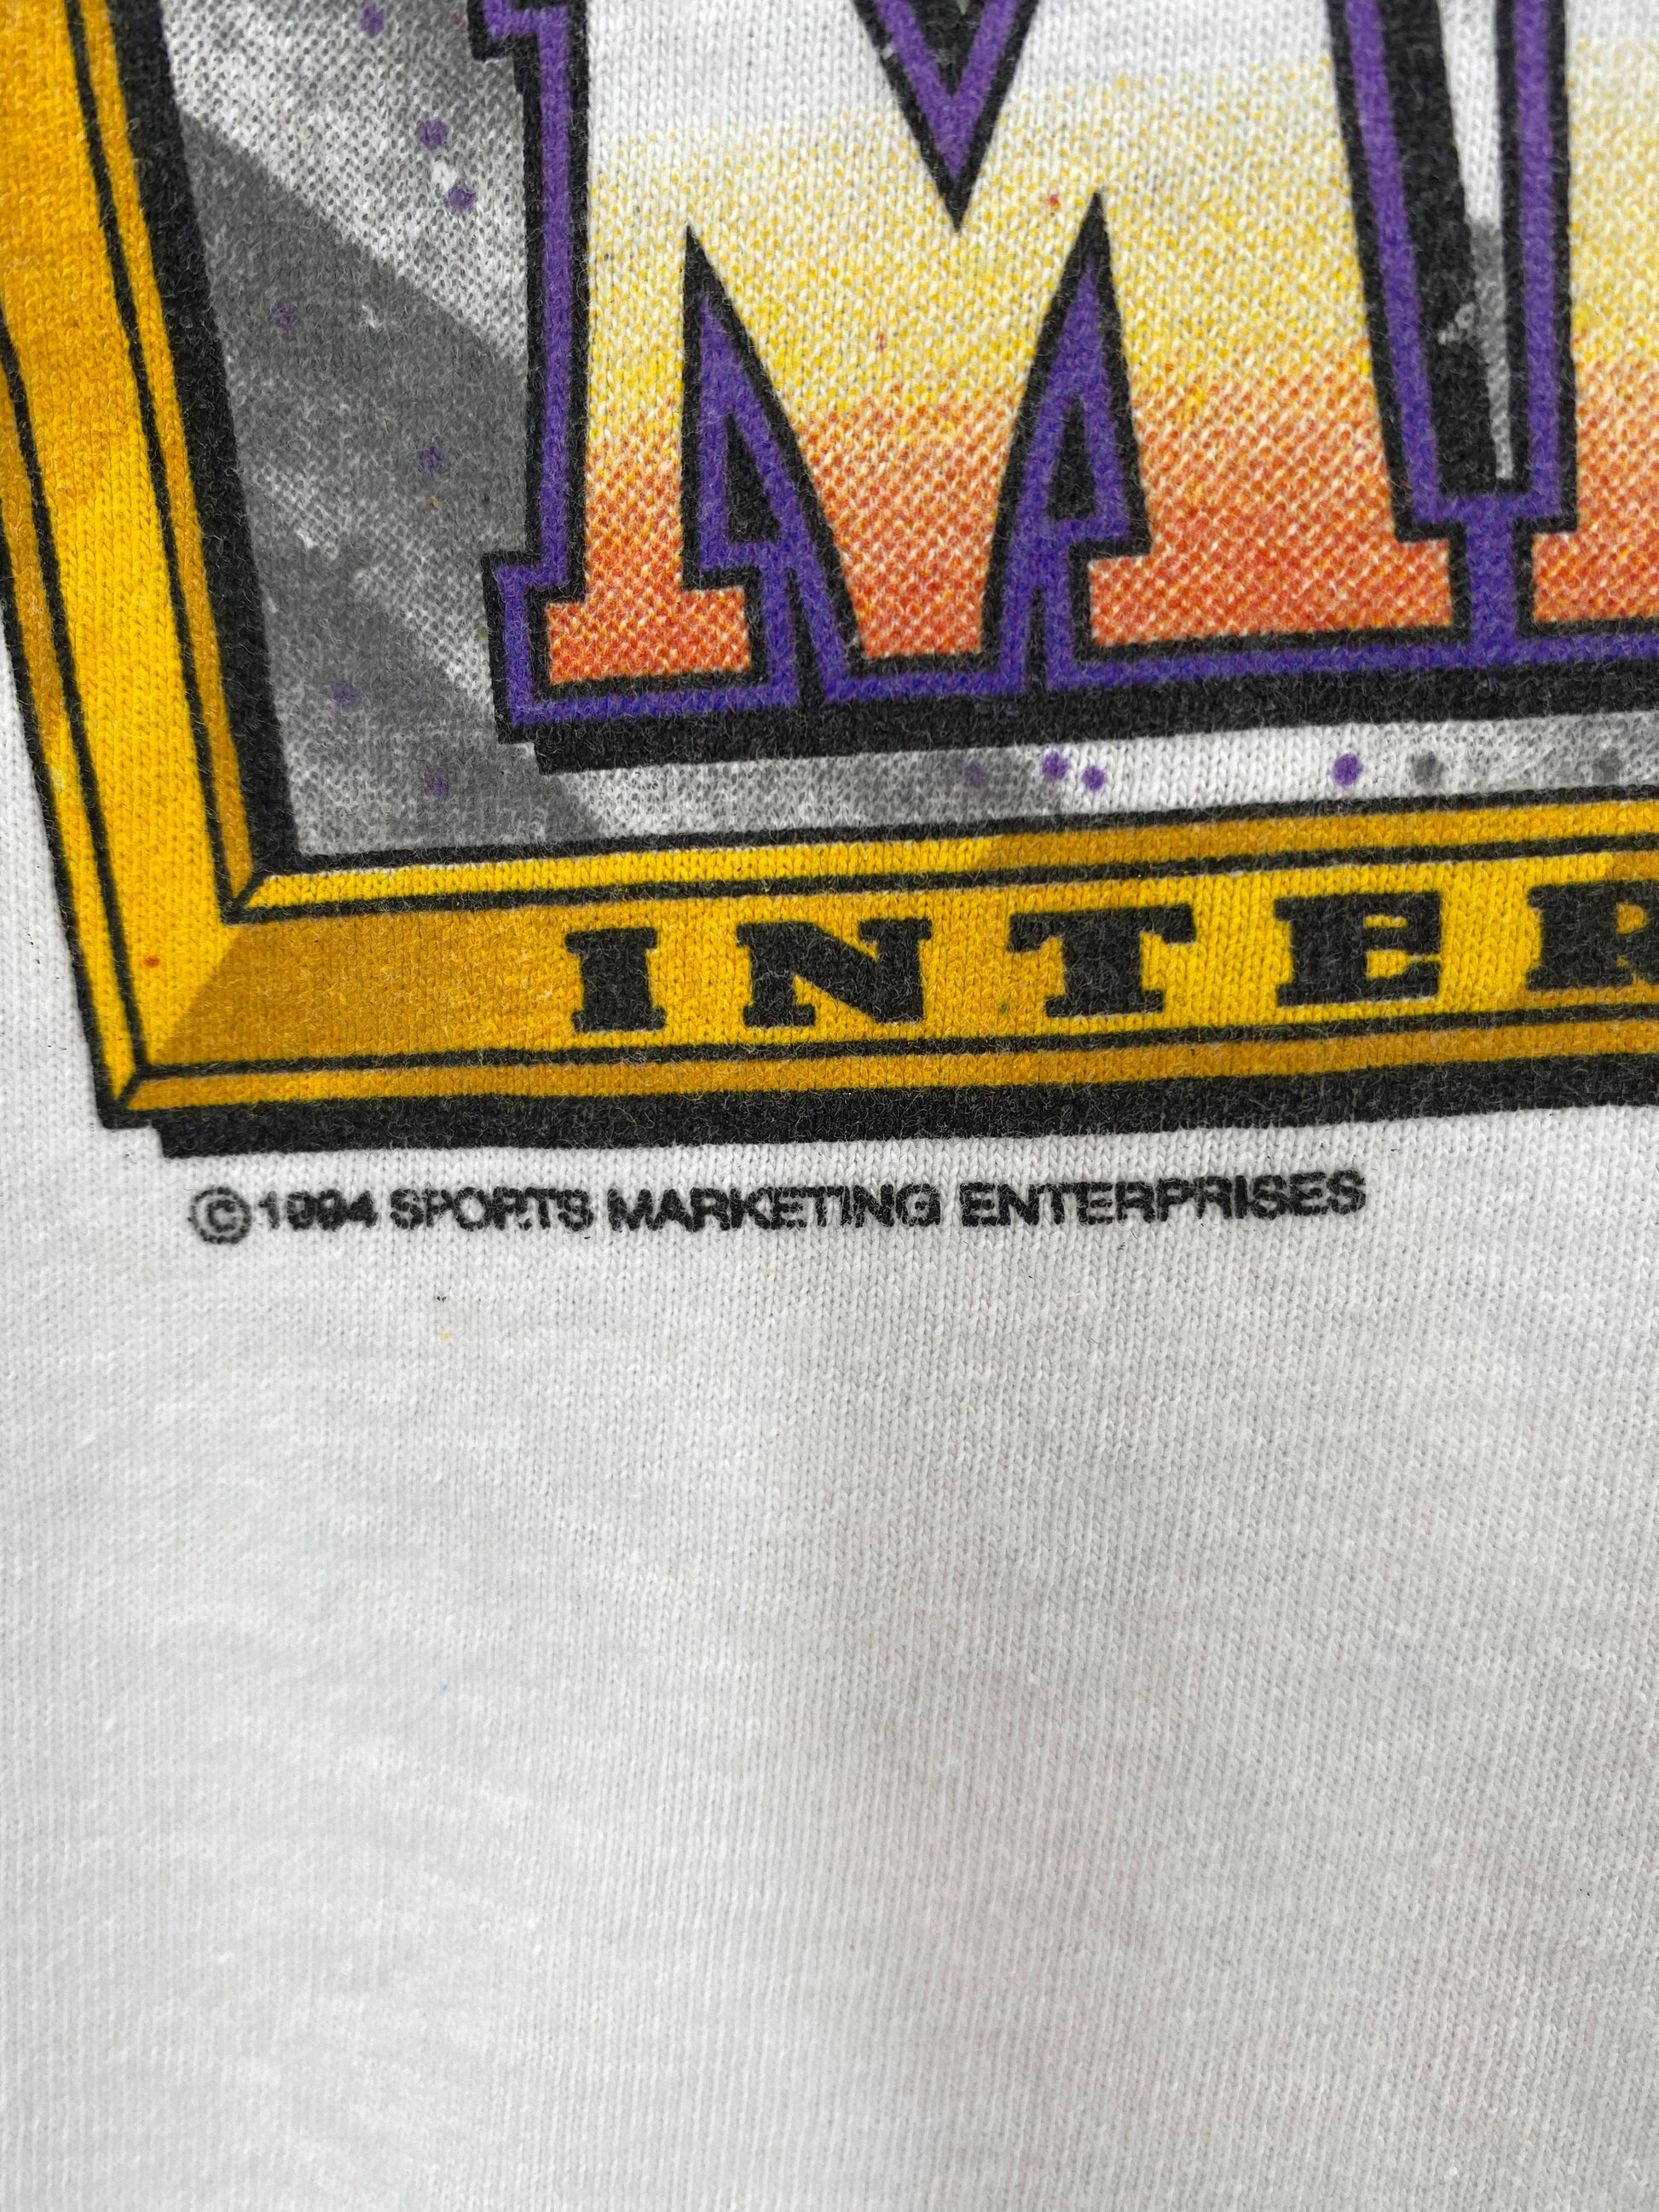 M
INTER
©1994 SPORTS MARKETING ENTERPRISES